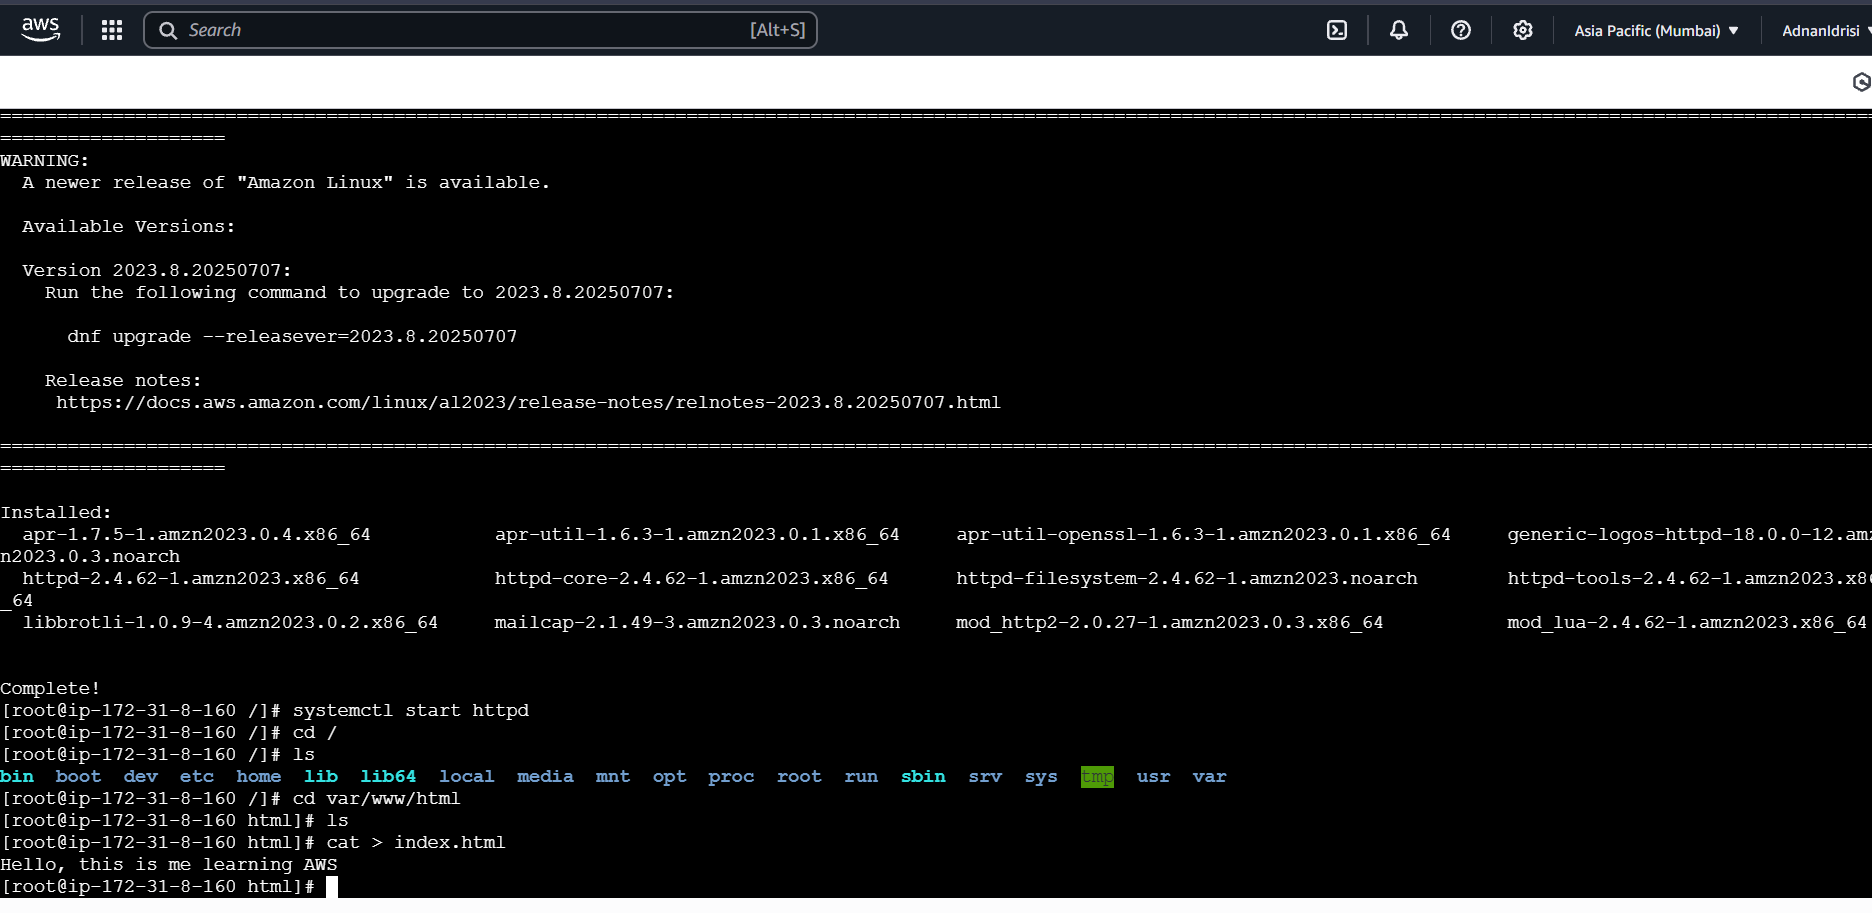 aws
Search [Alt+S] Asia Pacific (Mumbai) AdnanIdrisi
======================================================================================================================================================================
====================
WARNING:
  A newer release of "Amazon Linux" is available.
  Available Versions:
  Version 2023.8.20250707:
    Run the following command to upgrade to 2023.8.20250707:
      dnf upgrade --releasever=2023.8.20250707
    Release notes:
     https://docs.aws.amazon.com/linux/al2023/release-notes/relnotes-2023.8.20250707.html
======================================================================================================================================================================
====================
Installed:
  apr-1.7.5-1.amzn2023.0.4.x86_64 apr-util-1.6.3-1.amzn2023.0.1.x86_64 apr-util-openssl-1.6.3-1.amzn2023.0.1.x86_64 generic-logos-httpd-18.0.0-12.amz
n2023.0.3.noarch
  httpd-2.4.62-1.amzn2023.x86_64 httpd-core-2.4.62-1.amzn2023.x86_64 httpd-filesystem-2.4.62-1.amzn2023.noarch httpd-tools-2.4.62-1.amzn2023.x86
_64
  libbrotli-1.0.9-4.amzn2023.0.2.x86_64 mailcap-2.1.49-3.amzn2023.0.3.noarch mod_http2-2.0.27-1.amzn2023.0.3.x86_64 mod_lua-2.4.62-1.amzn2023.x86_64
Complete!
[root@ip-172-31-8-160 /]# systemctl start httpd
[root@ip-172-31-8-160 /]# cd /
[root@ip-172-31-8-160 /]# ls
bin boot dev etc home lib lib64 local media mnt opt proc root run sbin srv sys tmp usr var
[root@ip-172-31-8-160 /]# cd var/www/html
[root@ip-172-31-8-160 html]# ls
[root@ip-172-31-8-160 html]# cat > index.html
Hello, this is me learning AWS
[root@ip-172-31-8-160 html]#